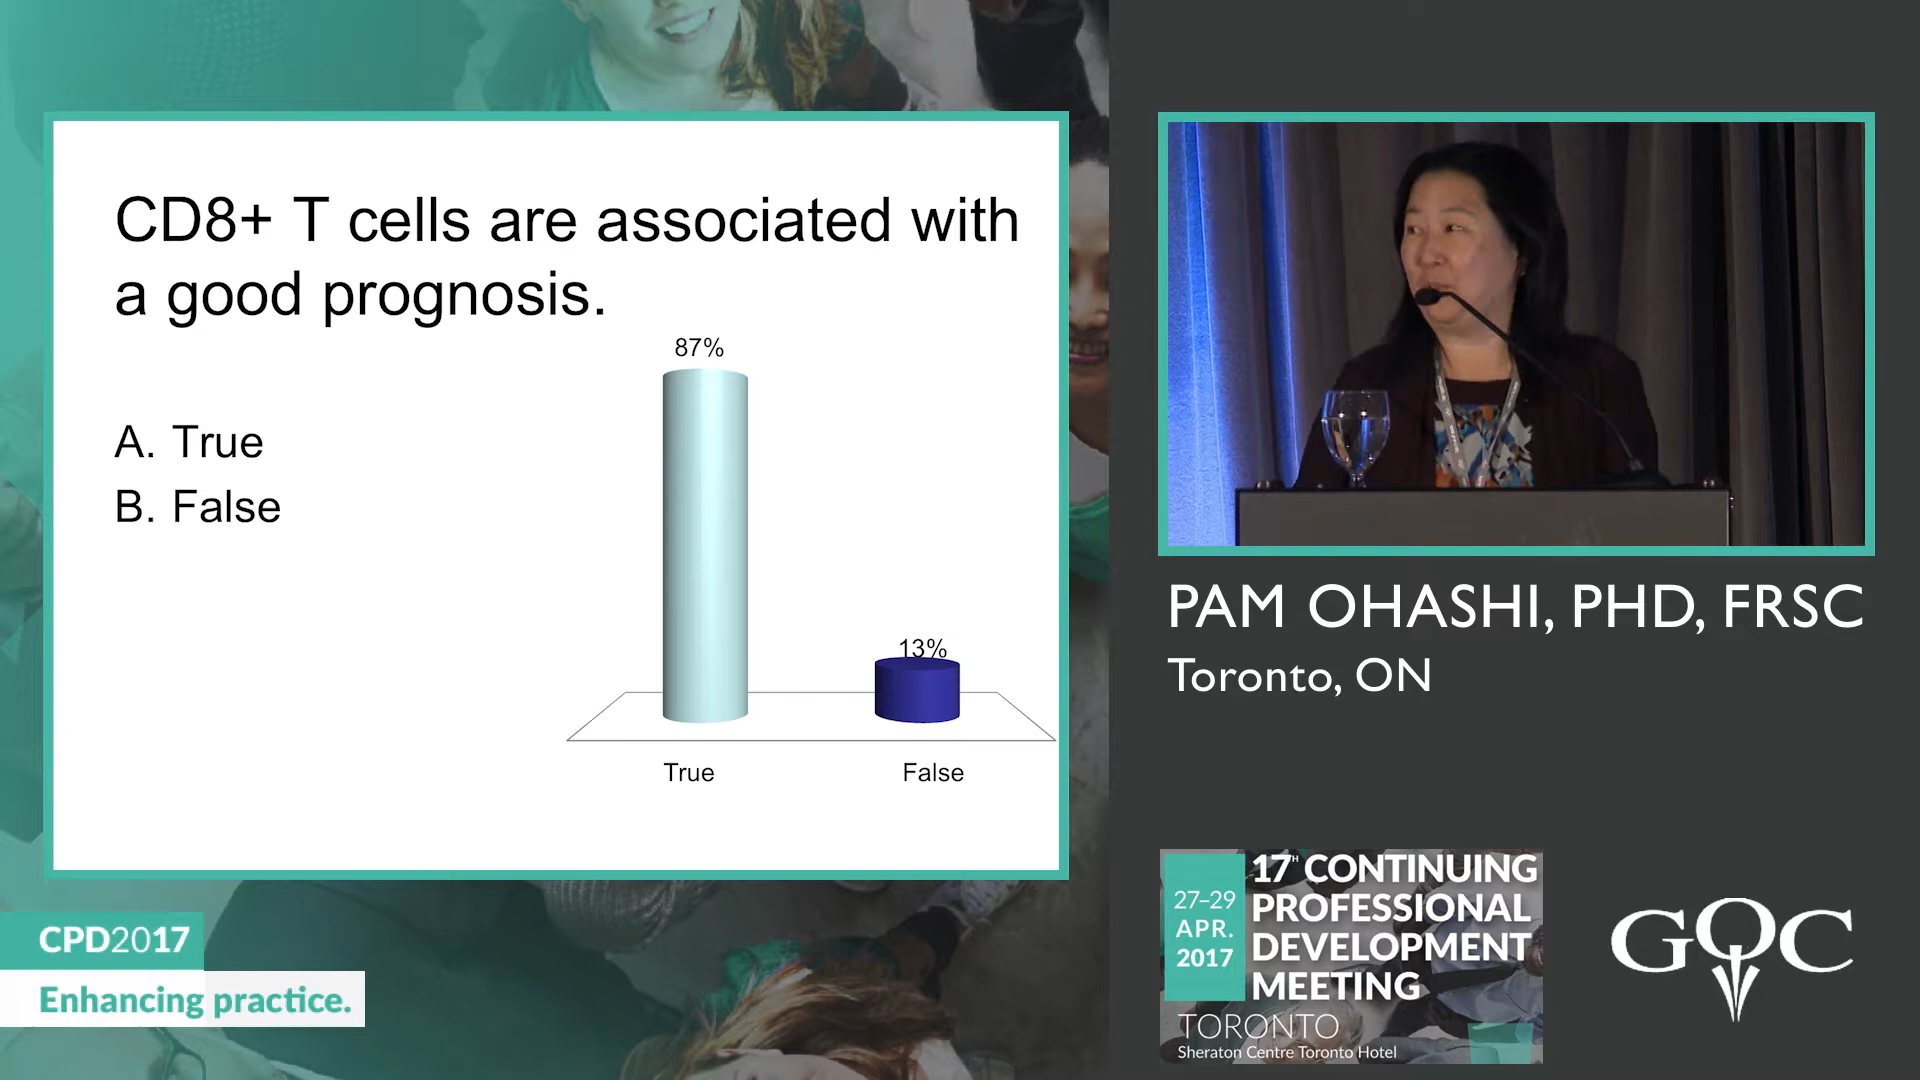 CD8+ T cells are associated with
a good prognosis.
87%
A. True
B. False
13%
True
False
PAM OHASHI, PHD, FRSC
Toronto, ON
CPD2017
Enhancing practice.
27–29
APR.
2017
17TH CONTINUING
PROFESSIONAL
DEVELOPMENT
MEETING
TORONTO
Sheraton Centre Toronto Hotel
GOC